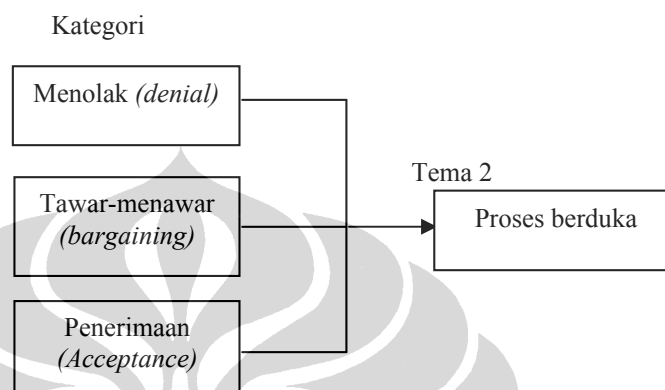 Kategori
Menolak (denial)
Tema 2
Tawar-menawar
(bargaining)
Proses berduka
Penerimaan
(Acceptance)